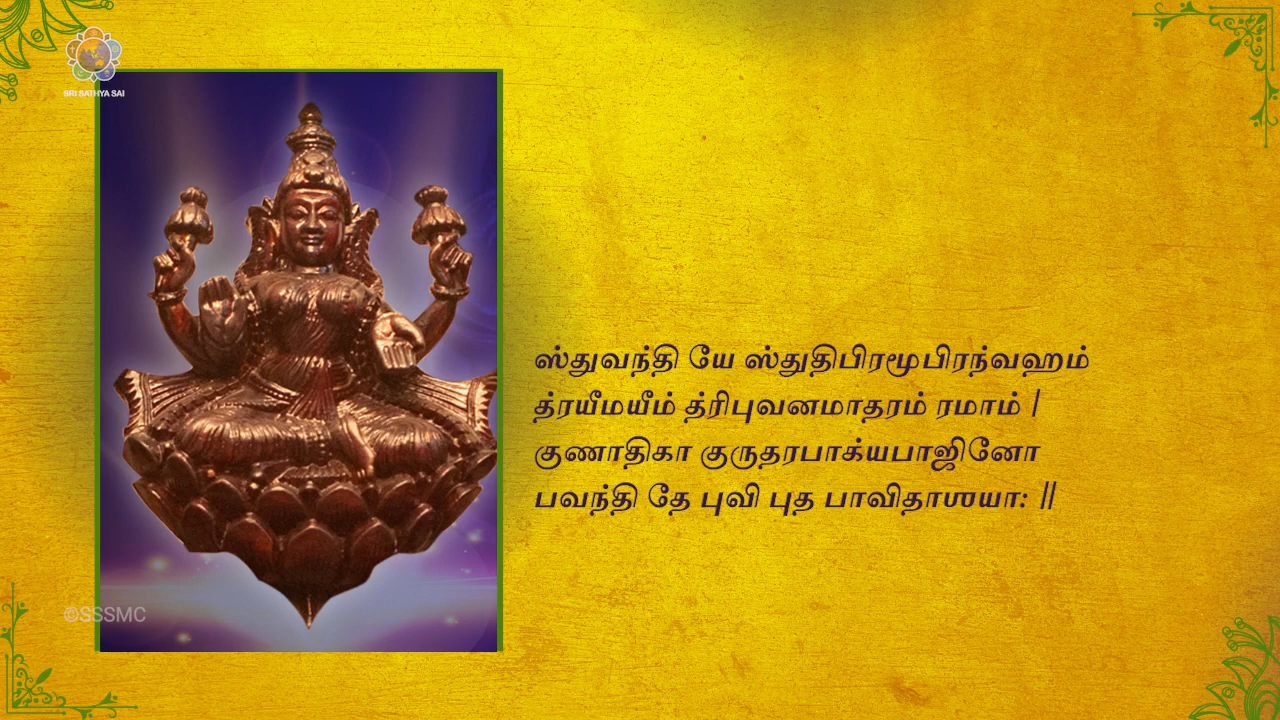 SRI SATHYA SAI
ஸ்துவந்தி யே ஸ்துதிபிரமூபிரந்வஹம்
த்ரயீமயீம் த்ரிபுவனமாதரம் ரமாம் |
குணாதிகா குருதரபாக்யபாஜினோ
பவந்தி தே புவி புத பாவிதாஶயா: ||
©SSSMC